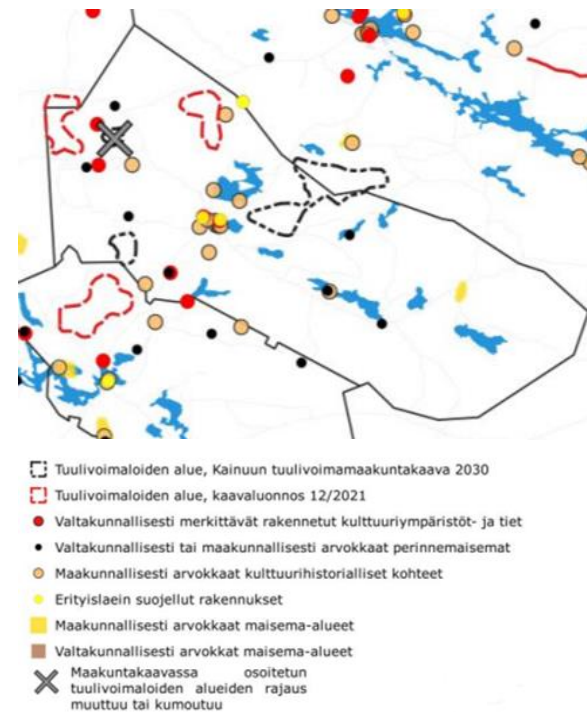 Tuulivoimaloiden alue, Kainuun tuulivoimamaakuntakaava 2030
Tuulivoimaloiden alue, kaavaluonnos 12/2021
Valtakunnallisesti merkittävät rakennetut kulttuuriympäristöt- ja tiet
Valtakunnallisesti tai maakunnallisesti arvokkaat perinnemaisemat
Maakunnallisesti arvokkaat kulttuurihistorialliset kohteet
Erityislaein suojellut rakennukset
Maakunnallisesti arvokkaat maisema-alueet
Valtakunnallisesti arvokkat maisema-alueet
Maakuntakaavassa osoitetun
tuulivoimaloiden alueiden rajaus
muuttuu tai kumoutuu